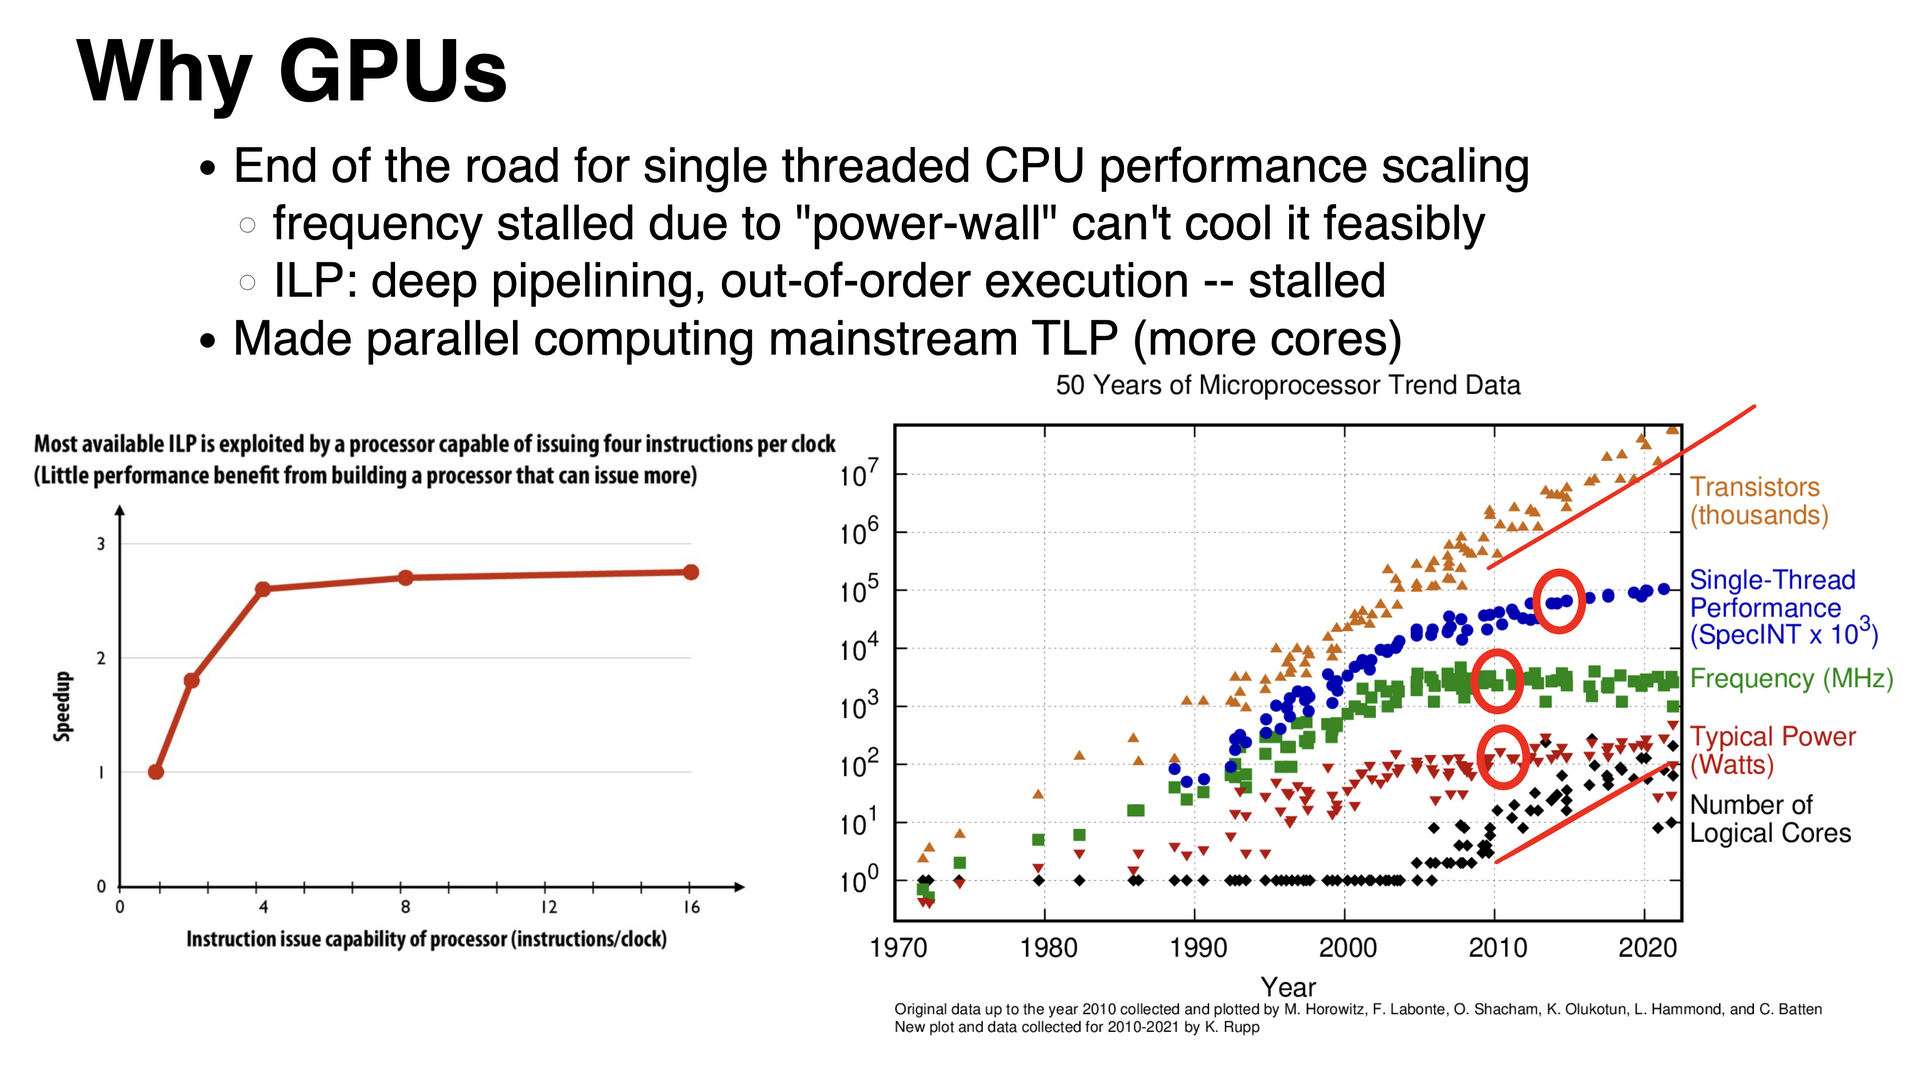 Why GPUs
• End of the road for single threaded CPU performance scaling
○ frequency stalled due to "power-wall" can't cool it feasibly
○ ILP: deep pipelining, out-of-order execution -- stalled
• Made parallel computing mainstream TLP (more cores)
Most available ILP is exploited by a processor capable of issuing four instructions per clock
(Little performance benefit from building a processor that can issue more)
3
2
1
0
Speedup
0 4 8 12 16
Instruction issue capability of processor (instructions/clock)
50 Years of Microprocessor Trend Data
10^7
10^6
10^5
10^4
10^3
10^2
10^1
10^0
Transistors
(thousands)
Single-Thread
Performance
(SpecINT x 10^3)
Frequency (MHz)
Typical Power
(Watts)
Number of
Logical Cores
1970 1980 1990 2000 2010 2020
Year
Original data up to the year 2010 collected and plotted by M. Horowitz, F. Labonte, O. Shacham, K. Olukotun, L. Hammond, and C. Batten
New plot and data collected for 2010-2021 by K. Rupp